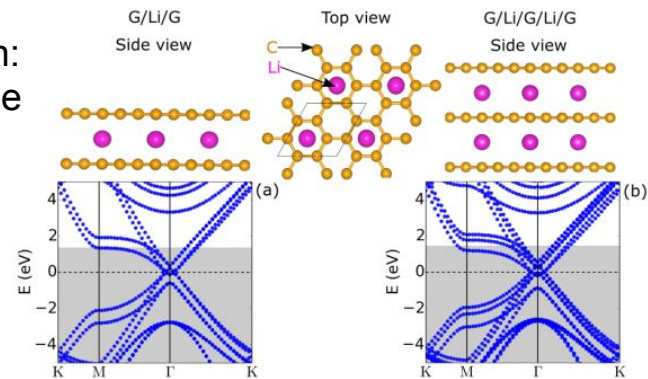 n:
e
G/Li/G
Side view
Top view
C
Li
G/Li/G/Li/G
Side view
(a)
E (eV)
4
2
0
−2
−4
K M Γ K
(b)
E (eV)
4
2
0
−2
−4
K M Γ K